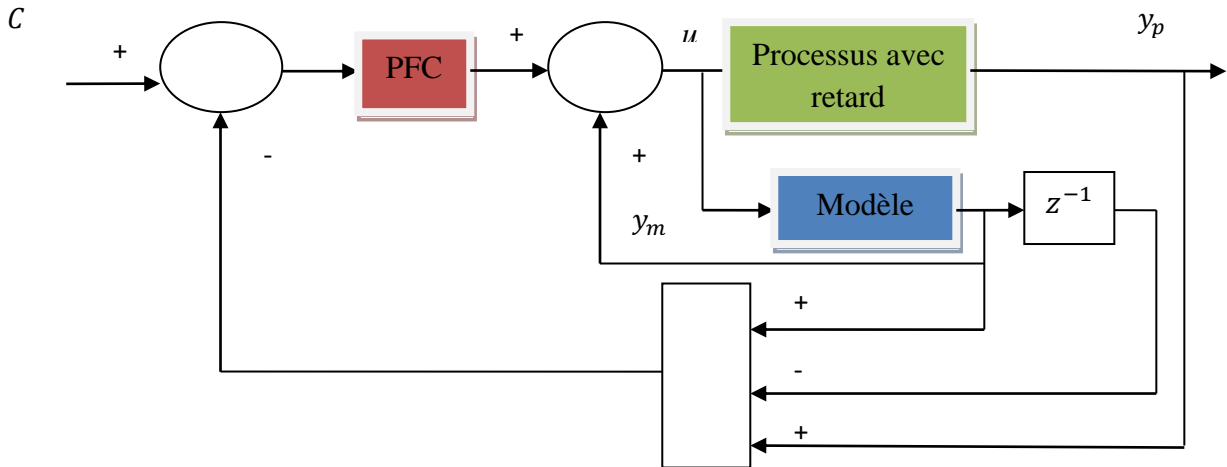 C
y_p
+
+
u
PFC
Processus avec
retard
-
+
Modèle
z^{-1}
y_m
+
-
+